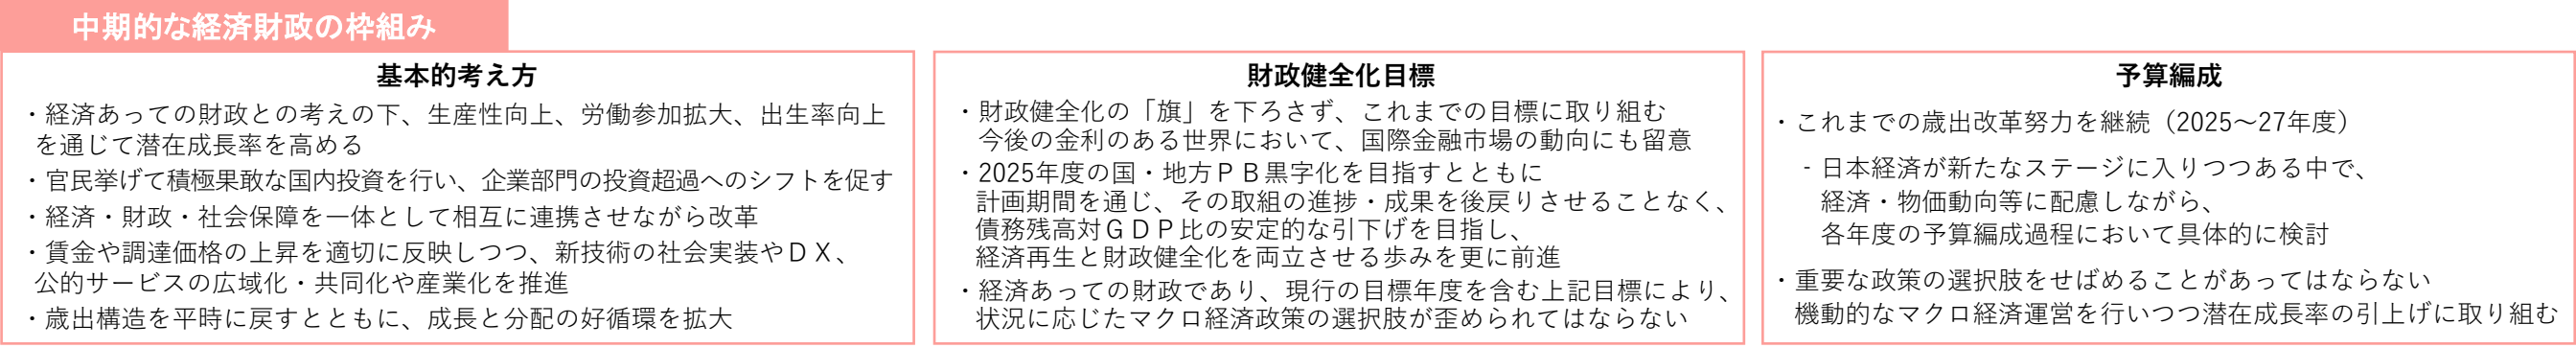 中期的な経済財政の枠組み
基本的考え方
・経済あっての財政との考えの下、生産性向上、労働参加拡大、出生率向上
を通じて潜在成長率を高める
・官民挙げて積極果敢な国内投資を行い、企業部門の投資超過へのシフトを促す
・経済・財政・社会保障を一体として相互に連携させながら改革
・賃金や調達価格の上昇を適切に反映しつつ、新技術の社会実装やＤＸ、
公的サービスの広域化・共同化や産業化を推進
・歳出構造を平時に戻すとともに、成長と分配の好循環を拡大
財政健全化目標
・財政健全化の「旗」を下ろさず、これまでの目標に取り組む
今後の金利のある世界において、国際金融市場の動向にも留意
・2025年度の国・地方ＰＢ黒字化を目指すとともに
計画期間を通じ、その取組の進捗・成果を後戻りさせることなく、
債務残高対ＧＤＰ比の安定的な引下げを目指し、
経済再生と財政健全化を両立させる歩みを更に前進
・経済あっての財政であり、現行の目標年度を含む上記目標により、
状況に応じたマクロ経済政策の選択肢が歪められてはならない
予算編成
・これまでの歳出改革努力を継続（2025～27年度）
- 日本経済が新たなステージに入りつつある中で、
経済・物価動向等に配慮しながら、
各年度の予算編成過程において具体的に検討
・重要な政策の選択肢をせばめることがあってはならない
機動的なマクロ経済運営を行いつつ潜在成長率の引上げに取り組む